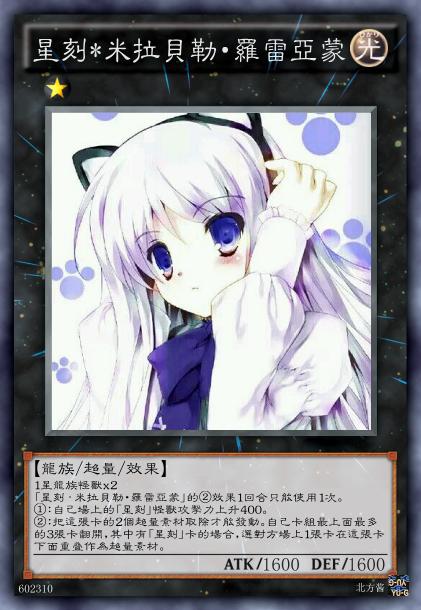 星刻*米拉貝勒·羅雷亞蒙
光
【龍族/超量/效果】
1星龍族怪獸x2
「星刻·米拉貝勒·羅雷亞蒙」的②效果1回合只能使用1次。
①:自己場上的「星刻」怪獸攻擊力上升400。
②:把這張卡的2個超量素材取除才能發動。自己卡組最上面最多
的3張卡翻開,其中有「星刻」卡的場合,選對方場上1張卡在這張卡
下面重疊作為超量素材。
ATK/1600 DEF/1600
602310
北方酱